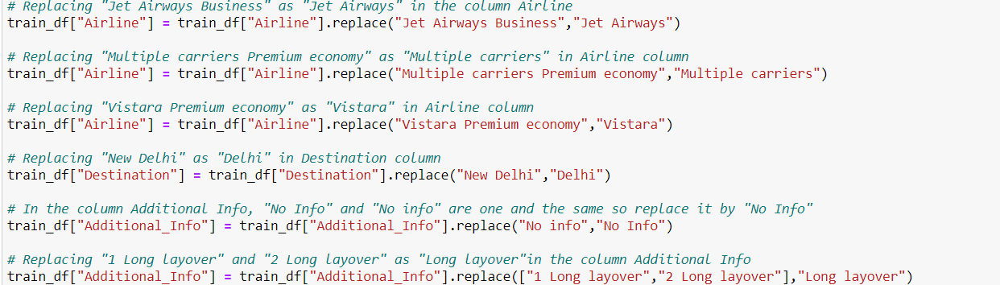 # Replacing "Jet Airways Business" as "Jet Airways" in the column Airline
train_df["Airline"] = train_df["Airline"].replace("Jet Airways Business","Jet Airways")
# Replacing "Multiple carriers Premium economy" as "Multiple carriers" in Airline column
train_df["Airline"] = train_df["Airline"].replace("Multiple carriers Premium economy","Multiple carriers")
# Replacing "Vistara Premium economy" as "Vistara" in Airline column
train_df["Airline"] = train_df["Airline"].replace("Vistara Premium economy","Vistara")
# Replacing "New Delhi" as "Delhi" in Destination column
train_df["Destination"] = train_df["Destination"].replace("New Delhi","Delhi")
# In the column Additional Info, "No Info" and "No info" are one and the same so replace it by "No Info"
train_df["Additional_Info"] = train_df["Additional_Info"].replace("No info","No Info")
# Replacing "1 Long layover" and "2 Long layover" as "Long layover"in the column Additional Info
train_df["Additional_Info"] = train_df["Additional_Info"].replace(["1 Long layover","2 Long layover"],"Long layover")